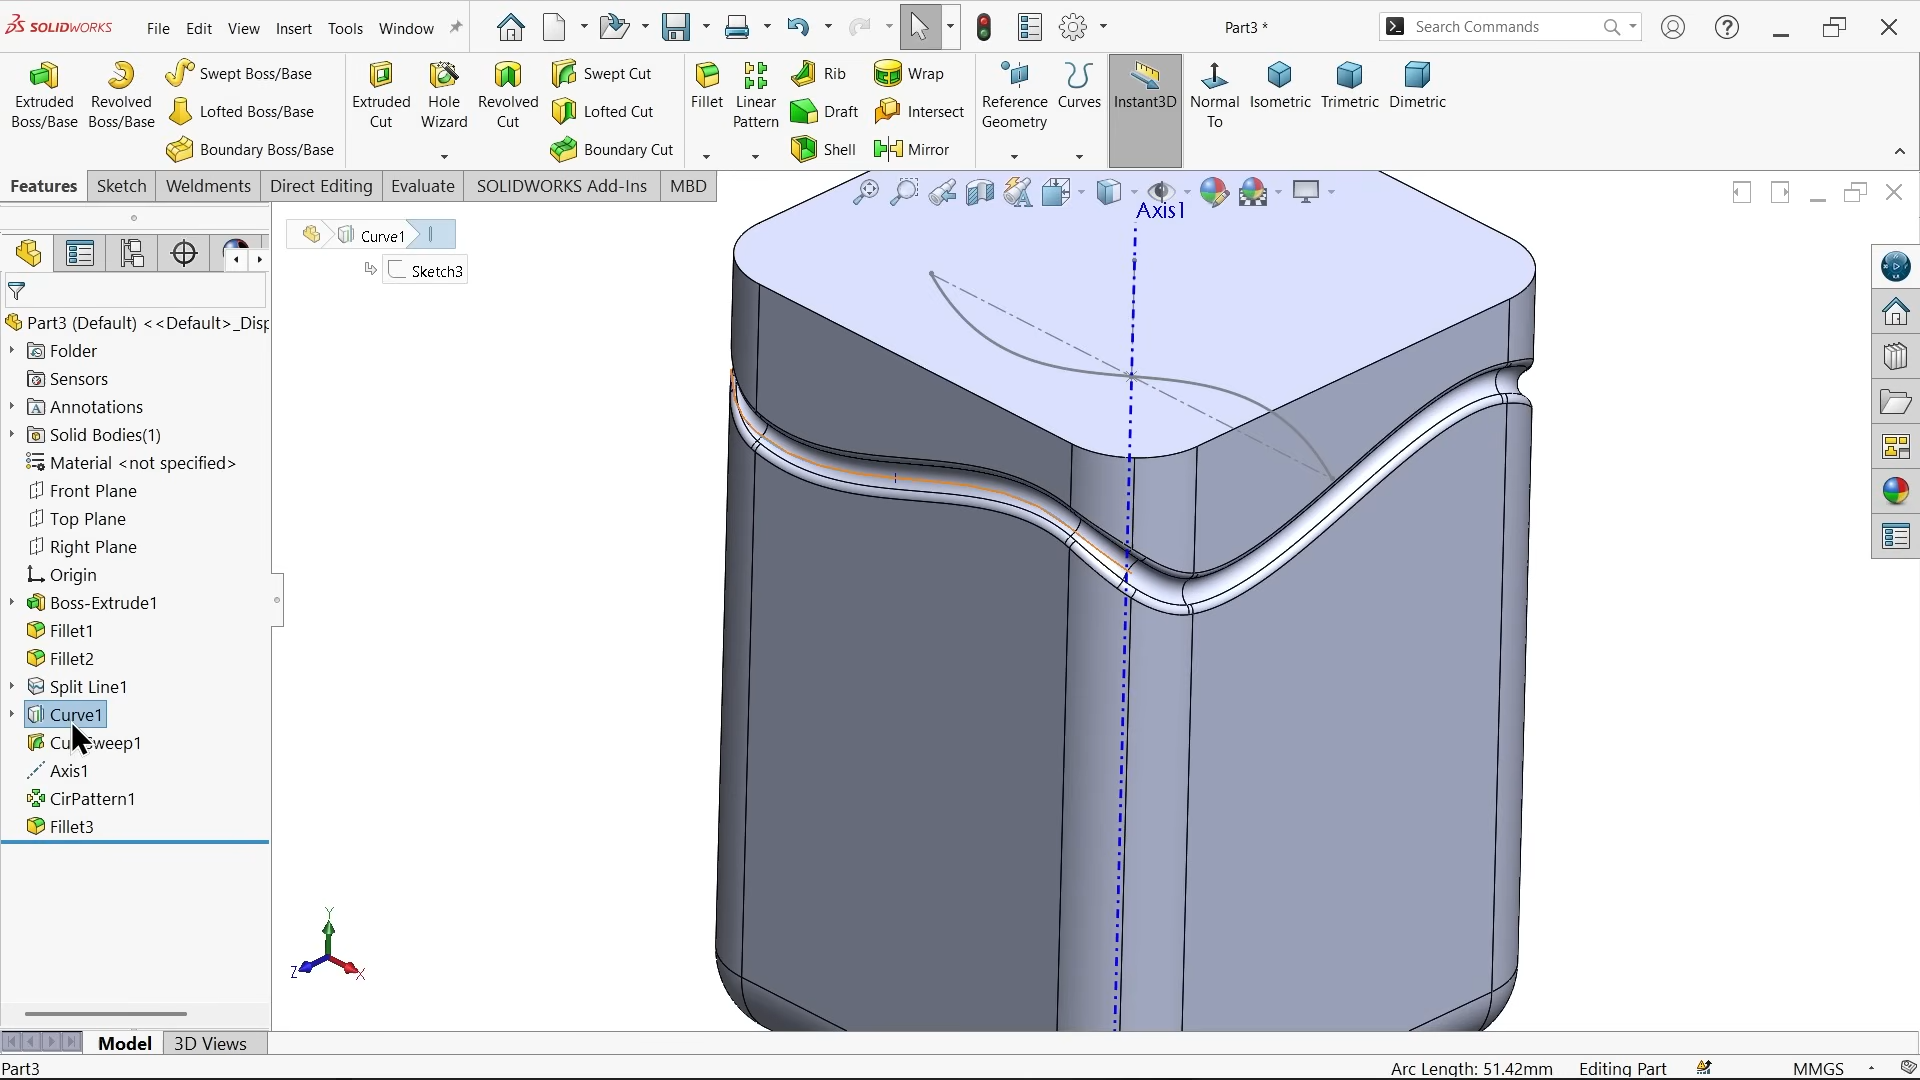 SOLIDWORKS File Edit View Insert Tools Window Part3 * Search Commands
Extruded Boss/Base
Revolved Boss/Base
Swept Boss/Base
Lofted Boss/Base
Boundary Boss/Base
Extruded Cut
Hole Wizard
Revolved Cut
Swept Cut
Lofted Cut
Boundary Cut
Fillet
Linear Pattern
Rib
Draft
Shell
Wrap
Intersect
Mirror
Reference Geometry
Curves
Instant3D
Normal To
Isometric
Trimetric
Dimetric
Features Sketch Weldments Direct Editing Evaluate SOLIDWORKS Add-Ins MBD
Axis1
Curve1
Sketch3
Part3 (Default) <<Default>_Disp
Folder
Sensors
Annotations
Solid Bodies(1)
Material <not specified>
Front Plane
Top Plane
Right Plane
Origin
Boss-Extrude1
Fillet1
Fillet2
Split Line1
Curve1
Axis1
CirPattern1
Fillet3
Y
Z
X
Model 3D Views
Part3 Arc Length: 51.42mm Editing Part MMGS